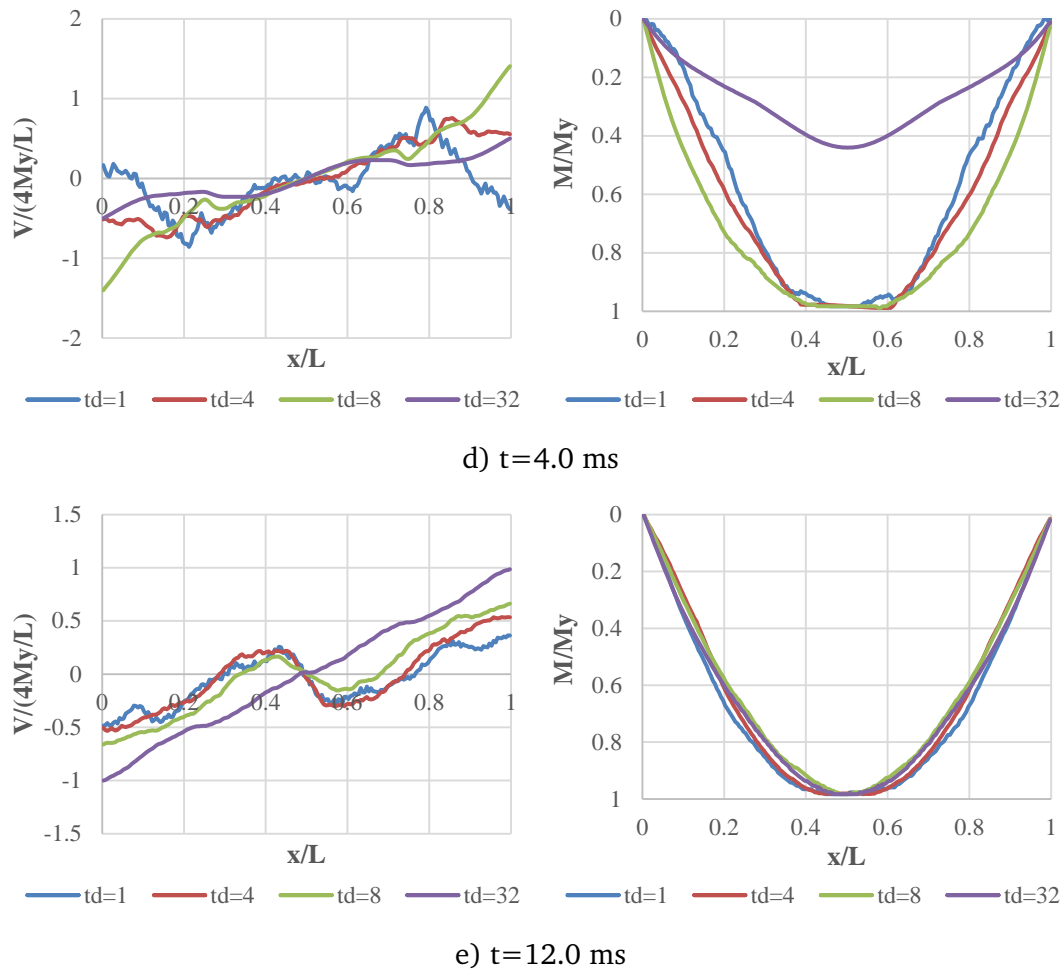 2
1
0
-1
-2
0 0.2 0.4 0.6 0.8 1
V/(4My/L)
x/L
td=1 td=4 td=8 td=32
0
0.2
0.4
0.6
0.8
1
0 0.2 0.4 0.6 0.8 1
M/My
x/L
td=1 td=4 td=8 td=32
d) t=4.0 ms
1.5
1
0.5
0
-0.5
-1
-1.5
0 0.2 0.4 0.6 0.8 1
V/(4My/L)
x/L
td=1 td=4 td=8 td=32
0
0.2
0.4
0.6
0.8
1
0 0.2 0.4 0.6 0.8 1
M/My
x/L
td=1 td=4 td=8 td=32
e) t=12.0 ms